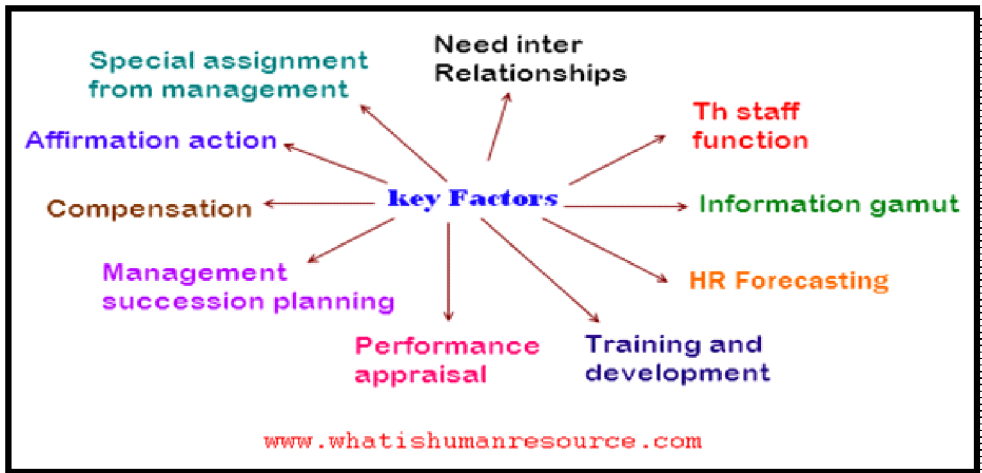 Need inter
Relationships
Special assignment
from management
Th staff
function
Affirmation action
key Factors
Compensation
Information gamut
Management
succession planning
HR Forecasting
Performance
appraisal
Training and
development
www.whatishumanresource.com